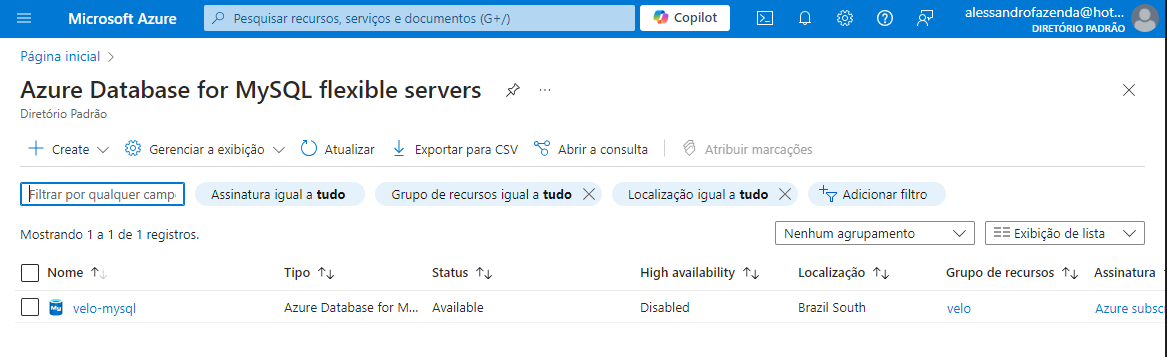 Microsoft Azure
Pesquisar recursos, serviços e documentos (G+/)
Copilot
alessandrofazenda@hot...
DIRETÓRIO PADRÃO
Página inicial
Azure Database for MySQL flexible servers
...
Diretório Padrão
Create
Gerenciar a exibição
Atualizar
Exportar para CSV
Abrir a consulta
Atribuir marcações
Filtrar por qualquer camp
Assinatura igual a tudo
Grupo de recursos igual a tudo
Localização igual a tudo
Adicionar filtro
Mostrando 1 a 1 de 1 registros.
Nenhum agrupamento
Exibição de lista
Nome Tipo Status High availability Localização Grupo de recursos Assinatura
My velo-mysql Azure Database for M... Available Disabled Brazil South velo Azure subsc